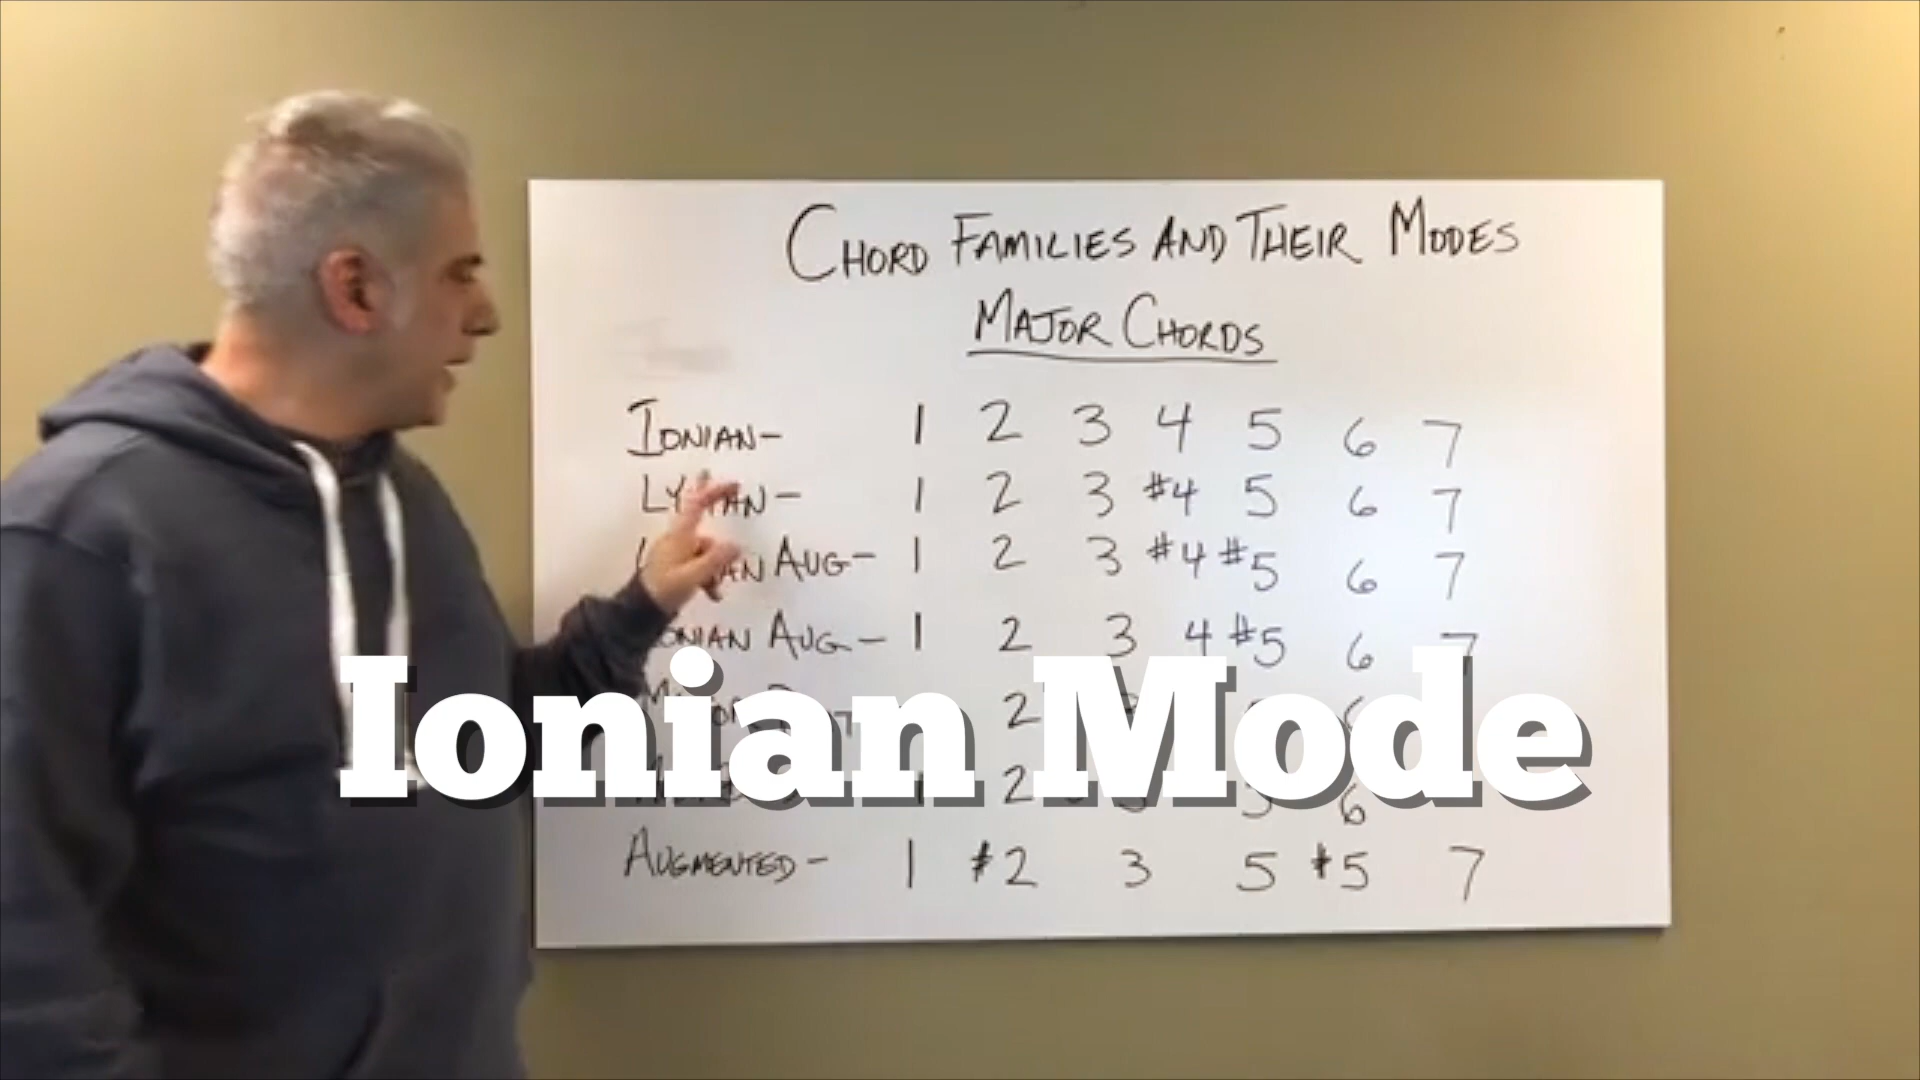 CHORD FAMILIES AND THEIR MODES
MAJOR CHORDS
IONIAN- 1 2 3 4 5 6 7
1 2 3 #4 5 6 7
AUG- 1 2 3 #4 #5 6 7
IONIAN AUG- 1 2 3 4 #5 6 7
2
Ionian Mode
2 6
AUGMENTED- 1 #2 3 5 #5 7